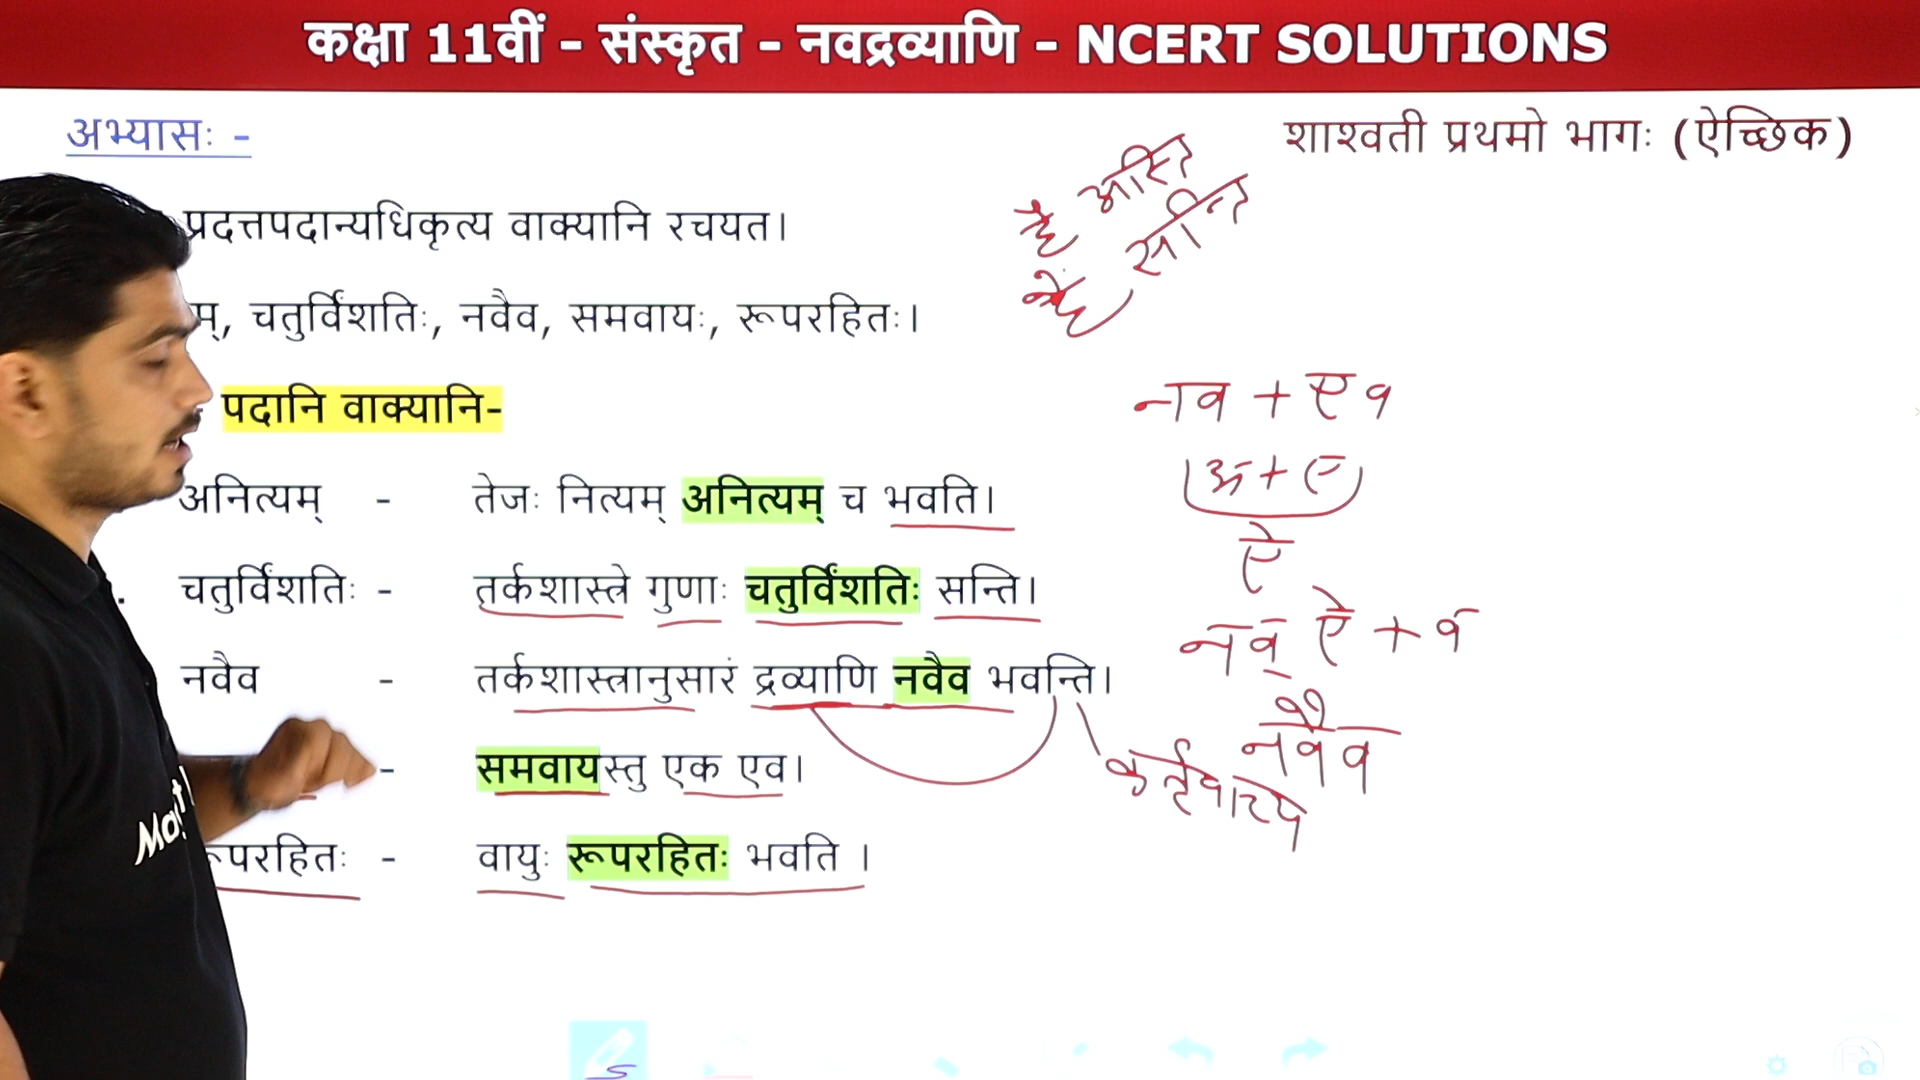 कक्षा 11वीं - संस्कृत - नवद्रव्याणि - NCERT SOLUTIONS
अभ्यासः -
शाश्वती प्रथमो भागः (ऐच्छिक)
प्रदत्तपदान्यधिकृत्य वाक्यानि रचयत।
है अस्ति
हैं सन्ति
म्, चतुर्विंशतिः, नवैव, समवायः, रूपरहितः।
पदानि वाक्यानि-
नव + एव
अ + ए
ऐ
अनित्यम् - तेजः नित्यम् अनित्यम् च भवति।
चतुर्विंशतिः - तर्कशास्त्रे गुणाः चतुर्विंशतिः सन्ति।
नव् ऐ + व
नवैव - तर्कशास्त्रानुसारं द्रव्याणि नवैव भवन्ति।
नवैव
कर्तृवाच्य
- समवायस्तु एक एव।
रूपरहितः - वायुः रूपरहितः भवति ।